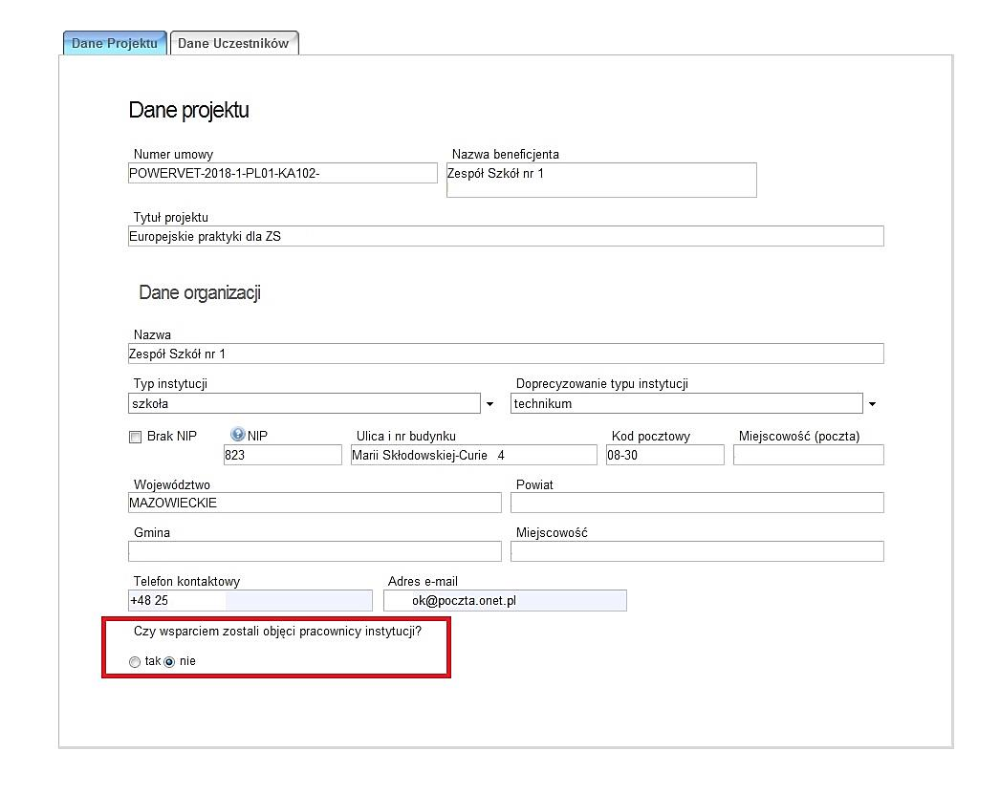 Dane Projektu Dane Uczestników
Dane projektu
Numer umowy Nazwa beneficjenta
POWERVET-2018-1-PL01-KA102- Zespół Szkół nr 1
Tytuł projektu
Europejskie praktyki dla ZS
Dane organizacji
Nazwa
Zespół Szkół nr 1
Typ instytucji Doprecyzowanie typu instytucji
szkoła technikum
Brak NIP NIP Ulica i nr budynku Kod pocztowy Miejscowość (poczta)
823 Marii Skłodowskiej-Curie 4 08-30
Województwo Powiat
MAZOWIECKIE
Gmina Miejscowość
Telefon kontaktowy Adres e-mail
+48 25 ok@poczta.onet.pl
Czy wsparciem zostali objęci pracownicy instytucji?
tak nie